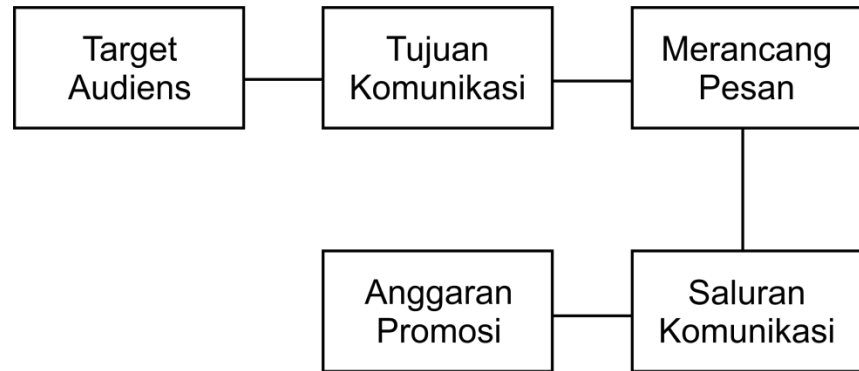 Target
Audiens
Tujuan
Komunikasi
Merancang
Pesan
Anggaran
Promosi
Saluran
Komunikasi